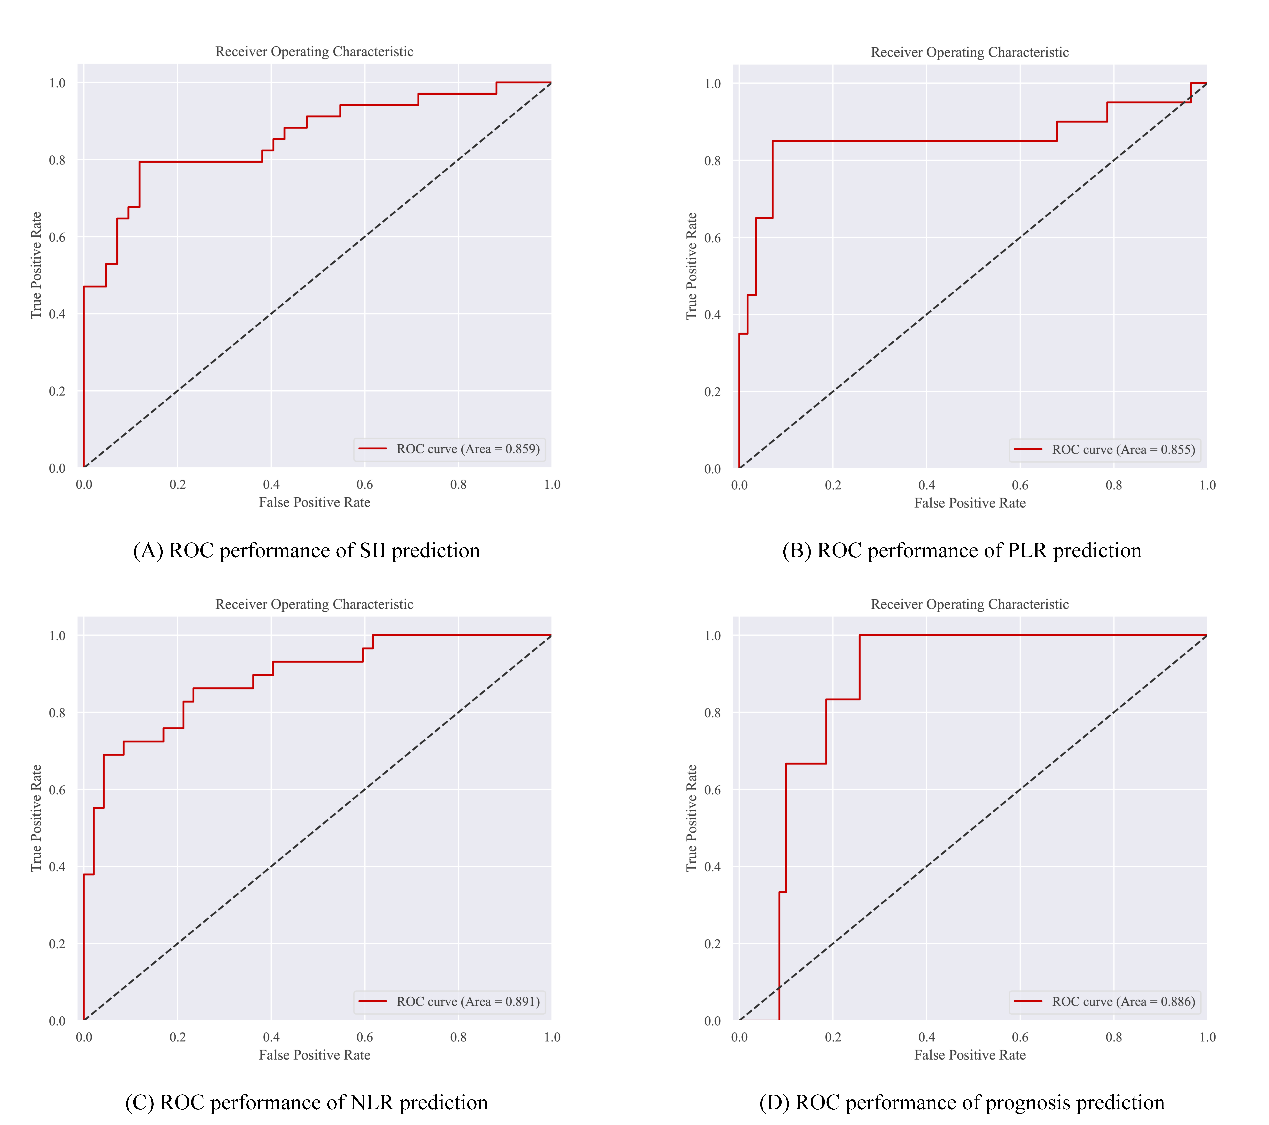 Receiver Operating Characteristic
1.0
0.8
0.6
0.4
0.2
0.0
True Positive Rate
ROC curve (Area = 0.859)
0.0 0.2 0.4 0.6 0.8 1.0
False Positive Rate
(A) ROC performance of SII prediction
Receiver Operating Characteristic
1.0
0.8
0.6
0.4
0.2
0.0
True Positive Rate
ROC curve (Area = 0.855)
0.0 0.2 0.4 0.6 0.8 1.0
False Positive Rate
(B) ROC performance of PLR prediction
Receiver Operating Characteristic
1.0
0.8
0.6
0.4
0.2
0.0
True Positive Rate
ROC curve (Area = 0.891)
0.0 0.2 0.4 0.6 0.8 1.0
False Positive Rate
(C) ROC performance of NLR prediction
Receiver Operating Characteristic
1.0
0.8
0.6
0.4
0.2
0.0
True Positive Rate
ROC curve (Area = 0.886)
0.0 0.2 0.4 0.6 0.8 1.0
False Positive Rate
(D) ROC performance of prognosis prediction